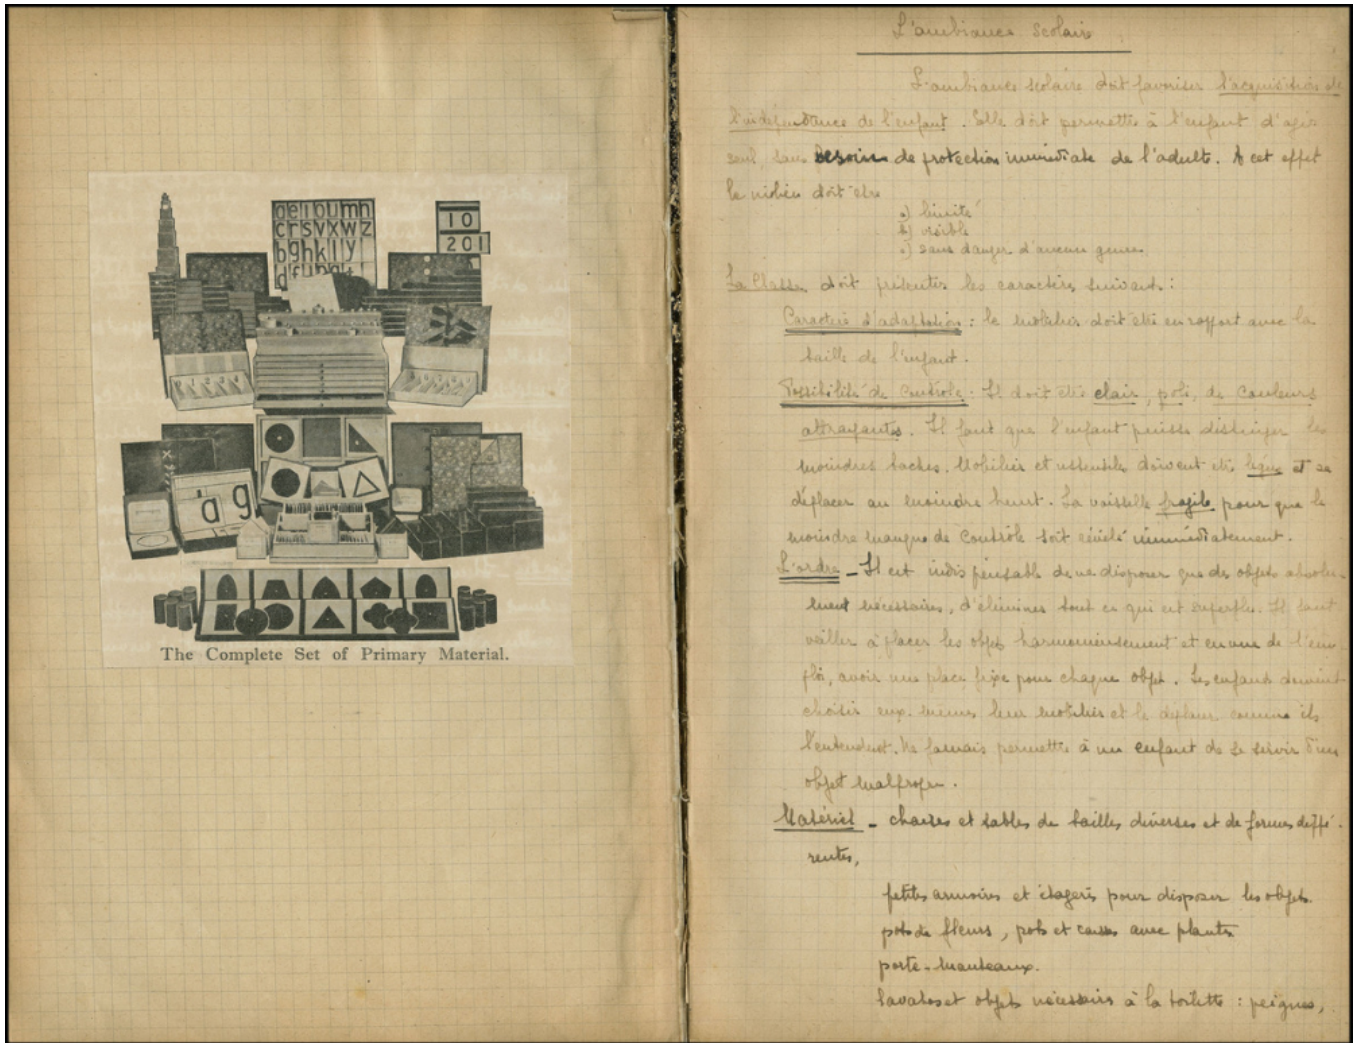 aeioumn
crsvxwz
bghkly
10
201
a g
The Complete Set of Primary Material.
L'ambiance scolaire
L'ambiance scolaire doit favoriser l'acquisition de
l'indépendance de l'enfant. Elle doit permettre à l'enfant d'agir
seul, sans besoin de protection immédiate de l'adulte. A cet effet
le milieu doit être
a) limité
b) visible
c) sans danger d'aucun genre
La Classe doit présenter les caractères suivants :
Caractère d'adaptation : le mobilier doit être en rapport avec la
taille de l'enfant.
Possibilité de Contrôle : Il doit être clair, poli, de couleurs
attrayantes. Il faut que l'enfant puisse distinguer les
moindres taches. Mobilier et ustensiles doivent être légers et se
déplacer au moindre heurt. La vaisselle fragile pour que le
moindre manque de contrôle soit révélé immédiatement.
L'ordre - Il est indispensable de ne disposer que des objets absolu-
ment nécessaires, d'éliminer tout ce qui est superflu. Il faut
veiller à placer les objets harmonieusement et en vue de l'em-
ploi, avoir une place fixe pour chaque objet. Les enfants doivent
choisir eux-mêmes leur mobilier et le déplacer comme ils
l'entendent. Ne jamais permettre à un enfant de se servir d'un
objet malpropre.
Matériel - chaises et tables de tailles diverses et de formes diffé-
rentes,
petites armoires et étagères pour disposer les objets
pots de fleurs, pots et caisses avec plantes
porte-manteaux.
lavabos et objets nécessaires à la toilette : peignes,